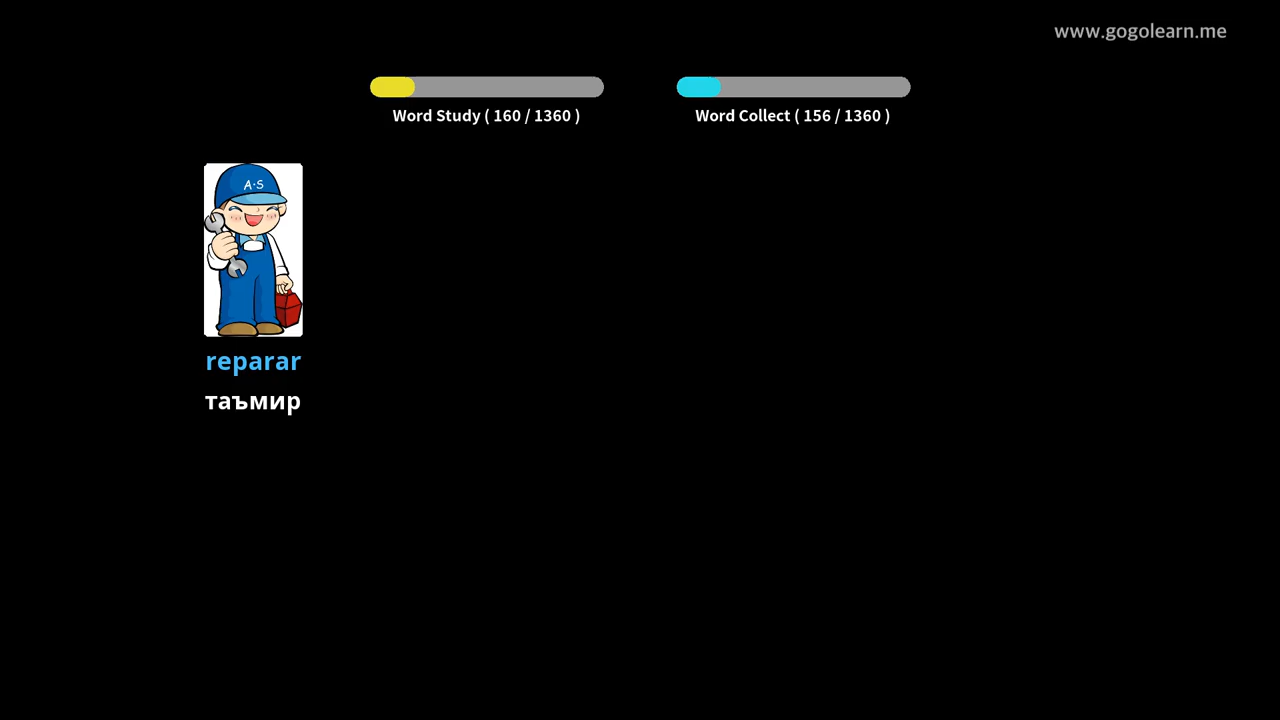 www.gogolearn.me
Word Study ( 160 / 1360 )
Word Collect ( 156 / 1360 )
A·S
reparar
таъмир